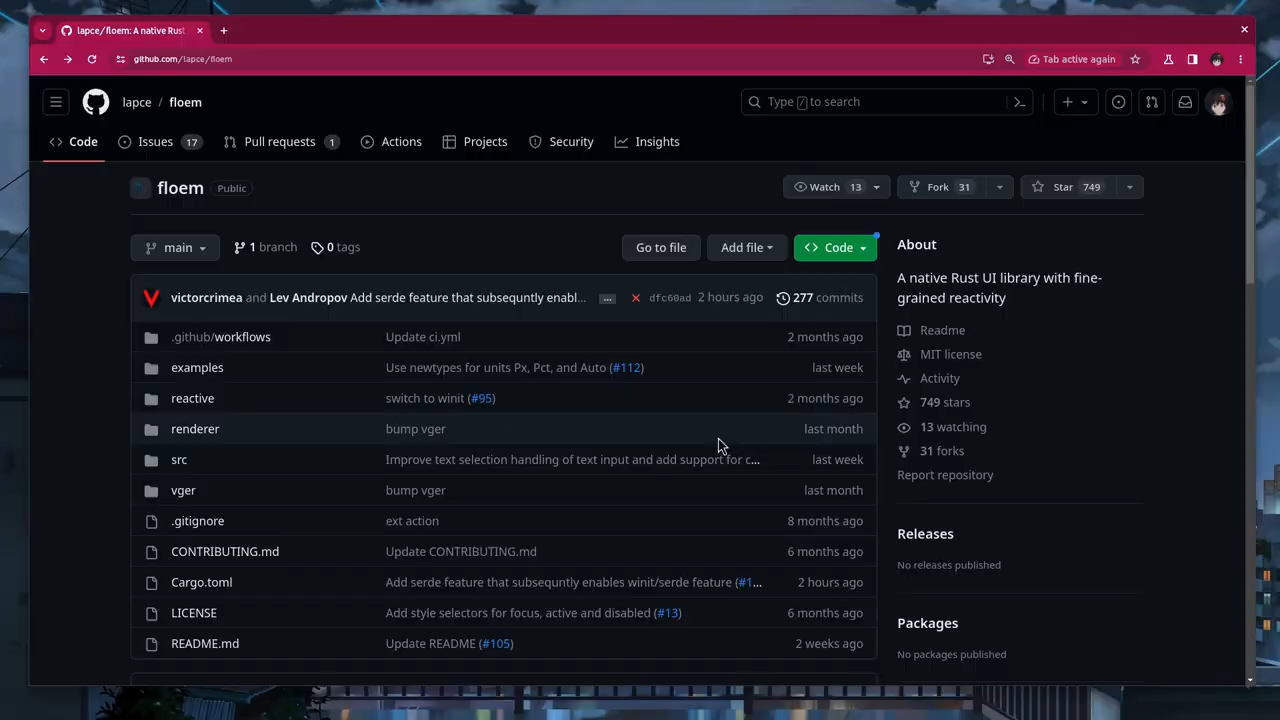 lapce/floem: A native Rust
github.com/lapce/floem
Tab active again
lapce / floem
Type / to search
Code
Issues 17
Pull requests 1
Actions
Projects
Security
Insights
floem Public
Watch 13
Fork 31
Star 749
main
1 branch
0 tags
Go to file
Add file
Code
victorcrimea and Lev Andropov Add serde feature that subsequntly enabl... ... dfc60ad 2 hours ago 277 commits
.github/workflows Update ci.yml 2 months ago
examples Use newtypes for units Px, Pct, and Auto (#112) last week
reactive switch to winit (#95) 2 months ago
renderer bump vger last month
src Improve text selection handling of text input and add support for c... last week
vger bump vger last month
.gitignore ext action 8 months ago
CONTRIBUTING.md Update CONTRIBUTING.md 6 months ago
Cargo.toml Add serde feature that subsequntly enables winit/serde feature (#1... 2 hours ago
LICENSE Add style selectors for focus, active and disabled (#13) 6 months ago
README.md Update README (#105) 2 weeks ago
About
A native Rust UI library with fine-
grained reactivity
Readme
MIT license
Activity
749 stars
13 watching
31 forks
Report repository
Releases
No releases published
Packages
No packages published